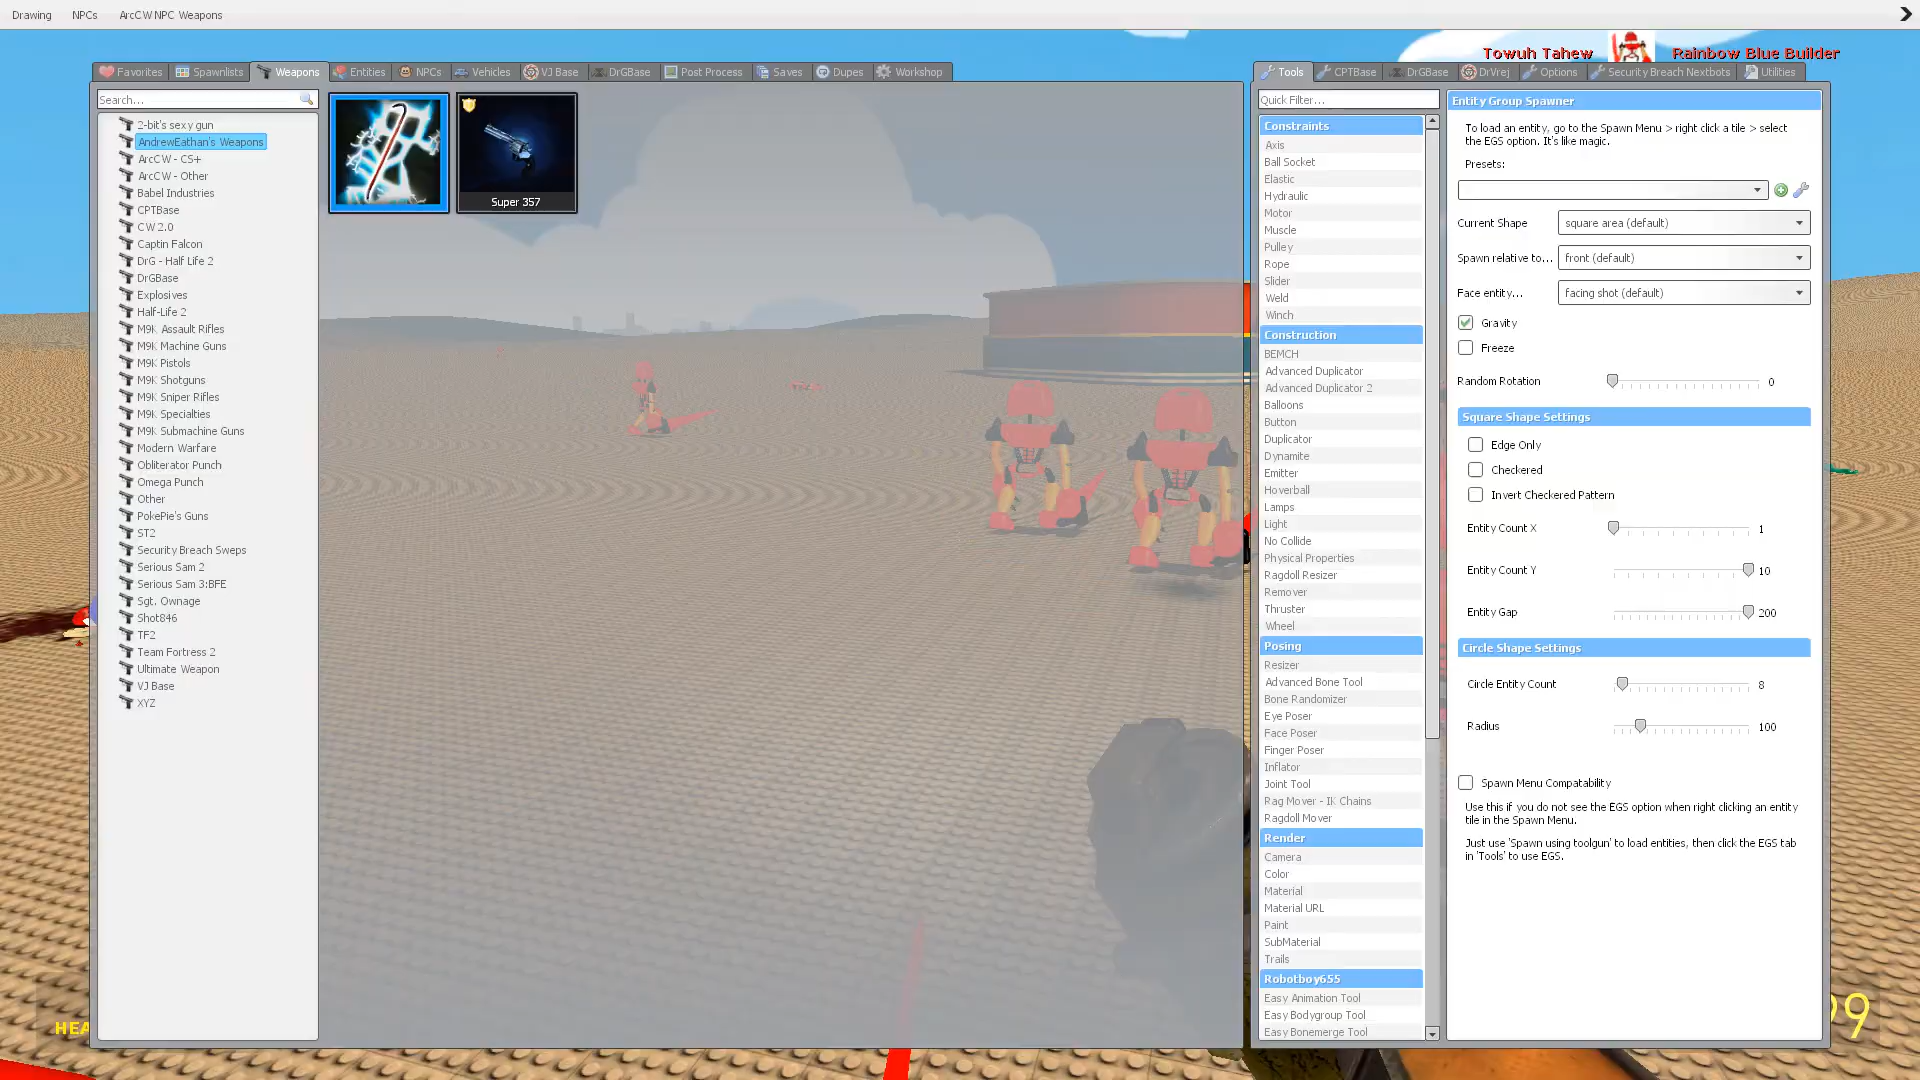 Drawing NPCs ArcCW NPC Weapons
Towuh Tahew Rainbow Blue Builder
Favorites Spawnlists Weapons Entities NPCs Vehicles VJ Base DrGBase Post Process Saves Dupes Workshop
Search...
2-bit's sexy gun
AndrewEathan's Weapons
ArcCW - CS+
ArcCW - Other
Babel Industries
CPTBase
CW 2.0
Captin Falcon
DrG - Half Life 2
DrGBase
Explosives
Half-Life 2
M9K Assault Rifles
M9K Machine Guns
M9K Pistols
M9K Shotguns
M9K Sniper Rifles
M9K Specialties
M9K Submachine Guns
Modern Warfare
Obliterator Punch
Omega Punch
Other
PokePie's Guns
ST2
Security Breach Sweps
Serious Sam 2
Serious Sam 3:BFE
Sgt. Ownage
Shot846
TF2
Team Fortress 2
Ultimate Weapon
VJ Base
XYZ
Super 357
Tools CPTBase DrGBase DrVrej Options Security Breach Nextbots Utilities
Quick Filter...
Constraints
Axis
Ball Socket
Elastic
Hydraulic
Motor
Muscle
Pulley
Rope
Slider
Weld
Winch
Construction
BEMCH
Advanced Duplicator
Advanced Duplicator 2
Balloons
Button
Duplicator
Dynamite
Emitter
Hoverball
Lamps
Light
No Collide
Physical Properties
Ragdoll Resizer
Remover
Thruster
Wheel
Posing
Resizer
Advanced Bone Tool
Bone Randomizer
Eye Poser
Face Poser
Finger Poser
Inflator
Joint Tool
Rag Mover - IK Chains
Ragdoll Mover
Render
Camera
Color
Material
Material URL
Paint
SubMaterial
Trails
Robotboy655
Easy Animation Tool
Easy Bodygroup Tool
Easy Bonemerge Tool
Entity Group Spawner
To load an entity, go to the Spawn Menu > right click a tile > select
the EGS option. It's like magic.
Presets:
Current Shape square area (default)
Spawn relative to... front (default)
Face entity... facing shot (default)
Gravity
Freeze
Random Rotation 0
Square Shape Settings
Edge Only
Checkered
Invert Checkered Pattern
Entity Count X 1
Entity Count Y 10
Entity Gap 200
Circle Shape Settings
Circle Entity Count 8
Radius 100
Spawn Menu Compatability
Use this if you do not see the EGS option when right clicking an entity
tile in the Spawn Menu.
Just use 'Spawn using toolgun' to load entities, then click the EGS tab
in 'Tools' to use EGS.